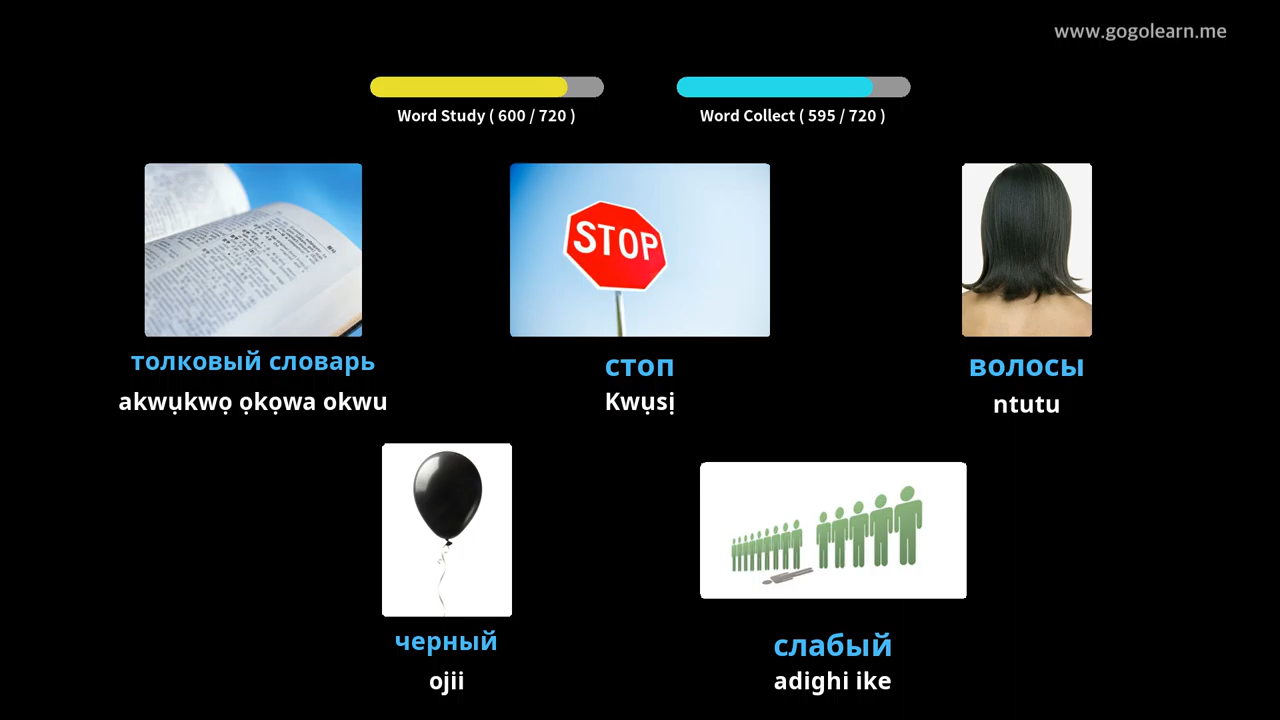 www.gogolearn.me
Word Study ( 600 / 720 )
Word Collect ( 595 / 720 )
STOP
толковый словарь
стоп
волосы
akwụkwọ ọkọwa okwu
Kwụsị
ntutu
черный
слабый
ojii
adighi ike